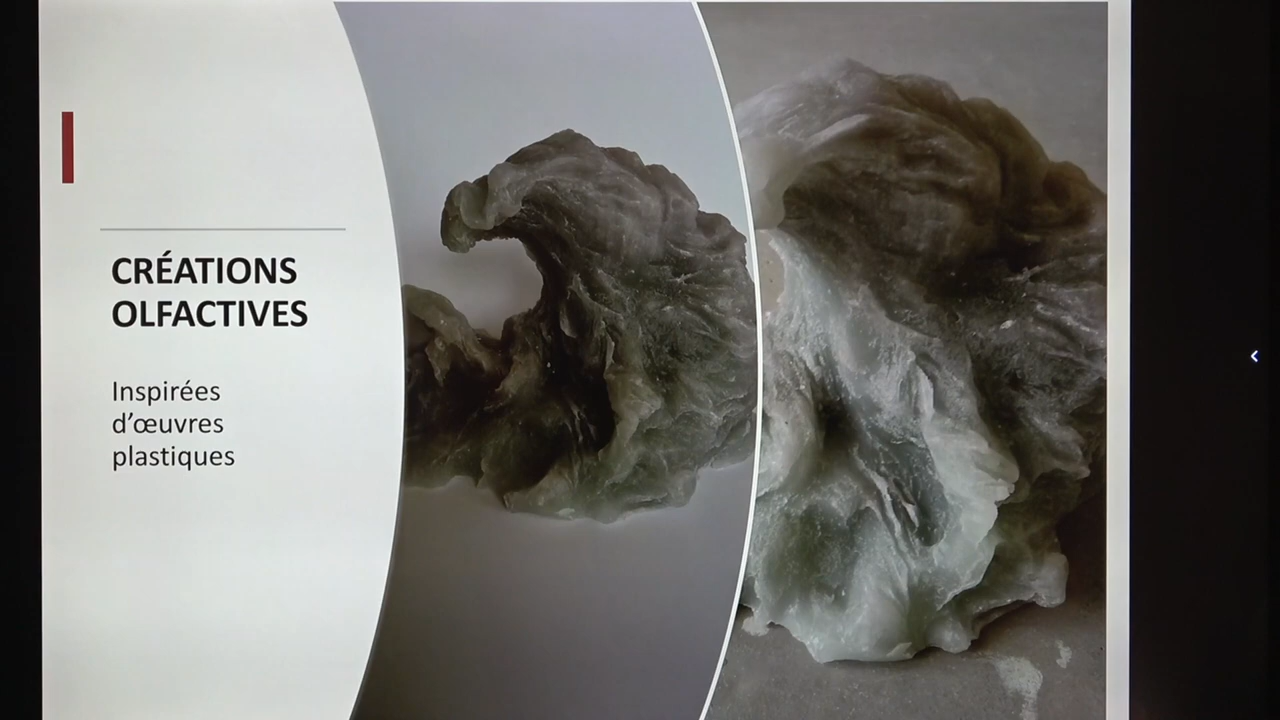 CRÉATIONS
OLFACTIVES
Inspirées
d’œuvres
plastiques